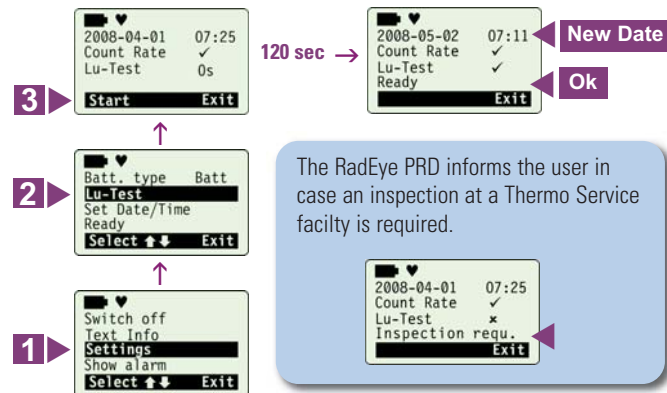 2008-04-01 07:25
Count Rate ✓
Lu-Test 0s
3 Start Exit
120 sec →
2008-05-02 07:11 New Date
Count Rate ✓
Lu-Test ✓
Ready Ok
Exit
Batt. type Batt
2 Lu-Test
Set Date/Time
Ready
Select Exit
Switch off
Text Info
1 Settings
Show alarm
Select Exit
The RadEye PRD informs the user in
case an inspection at a Thermo Service
facilty is required.
2008-04-01 07:25
Count Rate ✓
Lu-Test ×
Inspection requ.
Exit